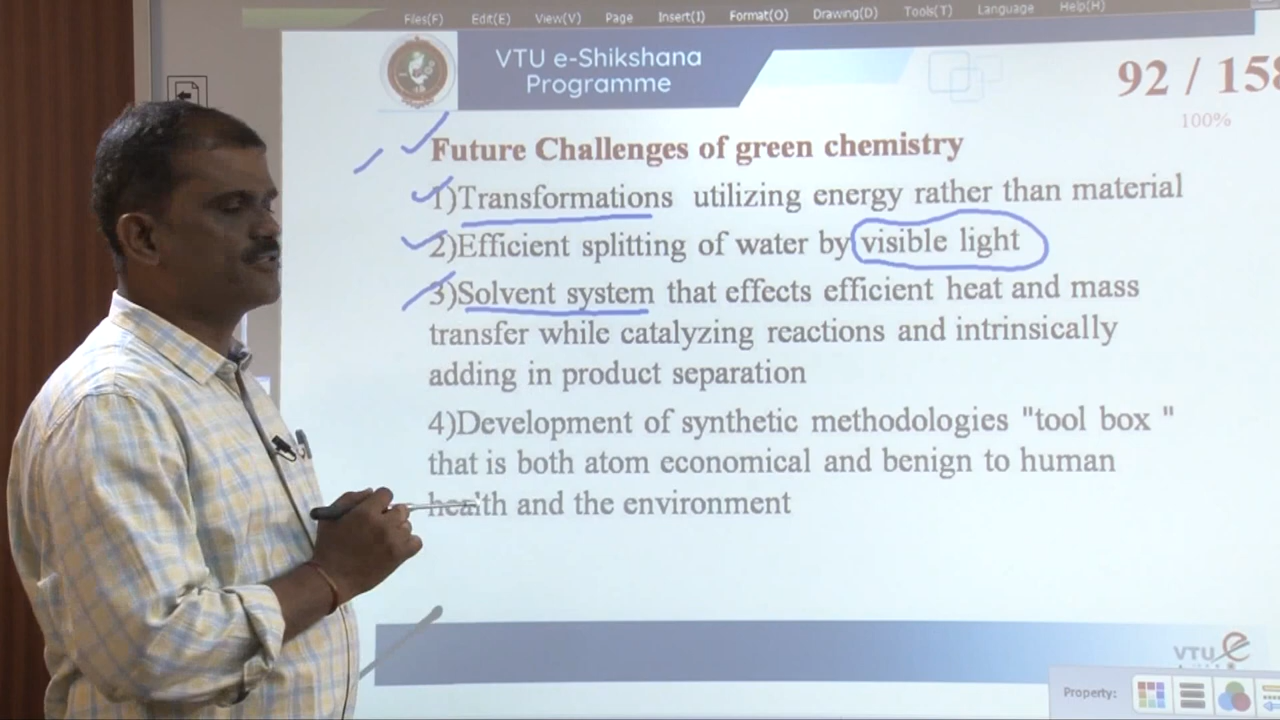 Files(F) Edit(E) View(V) Page Insert(I) Format(O) Drawing(D) Tools(T) Language Help(H)
VTU e-Shikshana
Programme
92 / 158
100%
Future Challenges of green chemistry
1)Transformations utilizing energy rather than material
2)Efficient splitting of water by visible light
3)Solvent system that effects efficient heat and mass
transfer while catalyzing reactions and intrinsically
adding in product separation
4)Development of synthetic methodologies "tool box "
that is both atom economical and benign to human
health and the environment
VTU e
Property: